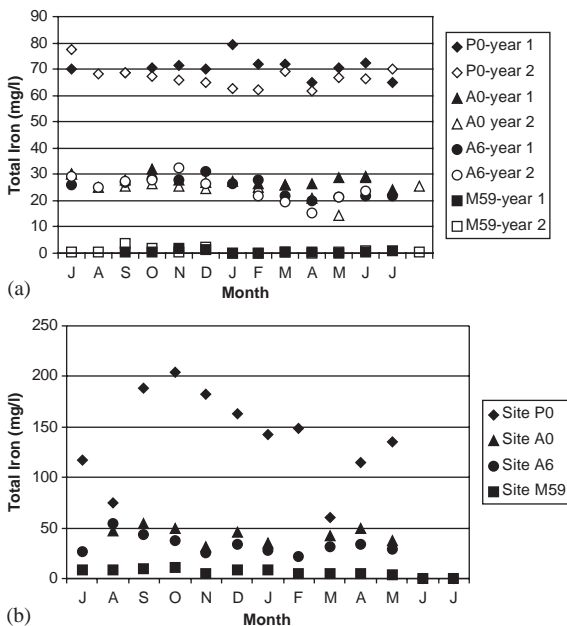 90
80
70
60
50
40
30
20
10
0
Total Iron (mg/l)
J A S O N D J F M A M J J
Month
(a)
P0-year 1
P0-year 2
A0-year 1
A0 year 2
A6-year 1
A6-year 2
M59-year 1
M59-year 2
250
200
150
100
50
0
Total Iron (mg/l)
J A S O N D J F M A M J J
Month
(b)
Site P0
Site A0
Site A6
Site M59